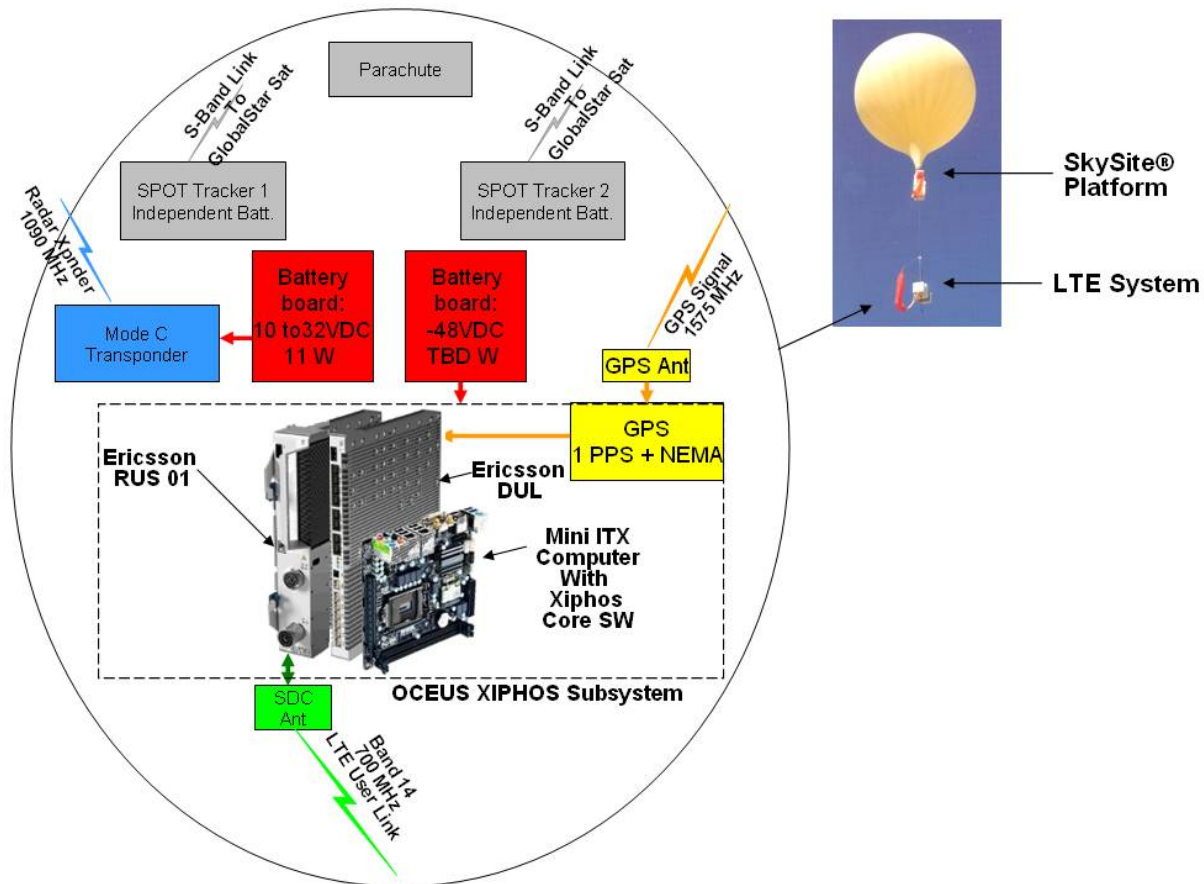 Parachute
S-Band Link
To
GlobalStar Sat
S-Band Link
To
GlobalStar Sat
SPOT Tracker 1
Independent Batt.
SPOT Tracker 2
Independent Batt.
Radar Xpnder
1090 MHz
Battery
board:
10 to32VDC
11 W
Battery
board:
-48VDC
TBD W
GPS Signal
1575 MHz
Mode C
Transponder
GPS Ant
GPS
1 PPS + NEMA
Ericsson
RUS 01
Ericsson
DUL
Mini ITX
Computer
With
Xiphos
Core SW
OCEUS XIPHOS Subsystem
SDC
Ant
Band 14
700 MHz
LTE User Link
SkySite®
Platform
LTE System